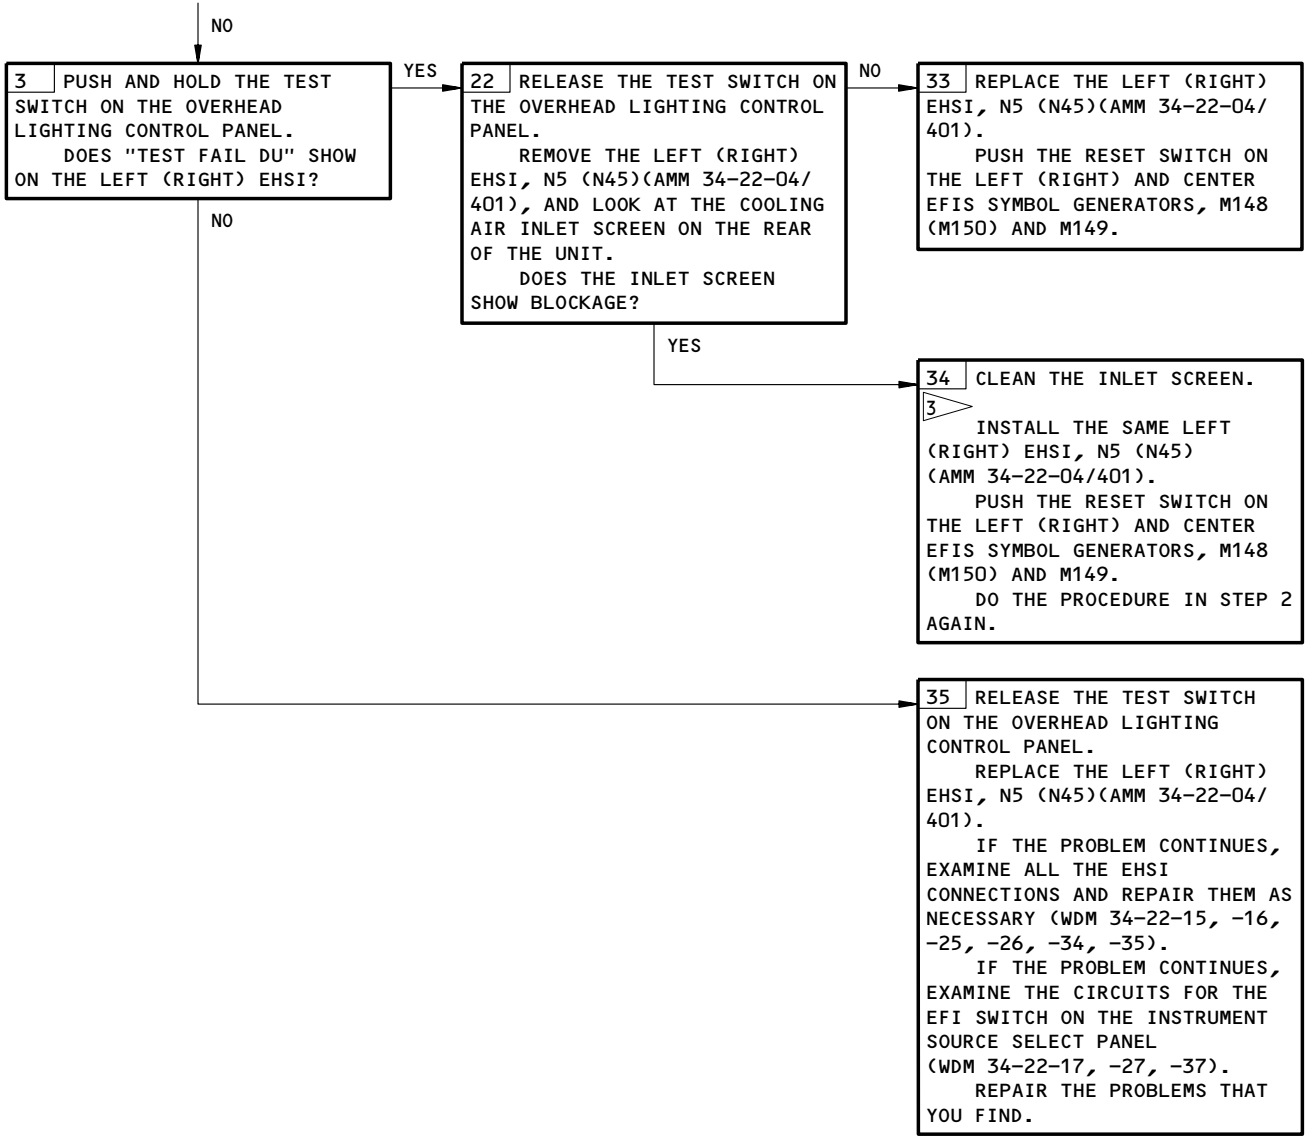 NO
3 PUSH AND HOLD THE TEST
SWITCH ON THE OVERHEAD
LIGHTING CONTROL PANEL.
DOES "TEST FAIL DU" SHOW
ON THE LEFT (RIGHT) EHSI?
YES
NO
22 RELEASE THE TEST SWITCH ON
THE OVERHEAD LIGHTING CONTROL
PANEL.
REMOVE THE LEFT (RIGHT)
EHSI, N5 (N45)(AMM 34-22-04/
401), AND LOOK AT THE COOLING
AIR INLET SCREEN ON THE REAR
OF THE UNIT.
DOES THE INLET SCREEN
SHOW BLOCKAGE?
NO
YES
33 REPLACE THE LEFT (RIGHT)
EHSI, N5 (N45)(AMM 34-22-04/
401).
PUSH THE RESET SWITCH ON
THE LEFT (RIGHT) AND CENTER
EFIS SYMBOL GENERATORS, M148
(M150) AND M149.
34 CLEAN THE INLET SCREEN.
3
INSTALL THE SAME LEFT
(RIGHT) EHSI, N5 (N45)
(AMM 34-22-04/401).
PUSH THE RESET SWITCH ON
THE LEFT (RIGHT) AND CENTER
EFIS SYMBOL GENERATORS, M148
(M150) AND M149.
DO THE PROCEDURE IN STEP 2
AGAIN.
35 RELEASE THE TEST SWITCH
ON THE OVERHEAD LIGHTING
CONTROL PANEL.
REPLACE THE LEFT (RIGHT)
EHSI, N5 (N45)(AMM 34-22-04/
401).
IF THE PROBLEM CONTINUES,
EXAMINE ALL THE EHSI
CONNECTIONS AND REPAIR THEM AS
NECESSARY (WDM 34-22-15, -16,
-25, -26, -34, -35).
IF THE PROBLEM CONTINUES,
EXAMINE THE CIRCUITS FOR THE
EFI SWITCH ON THE INSTRUMENT
SOURCE SELECT PANEL
(WDM 34-22-17, -27, -37).
REPAIR THE PROBLEMS THAT
YOU FIND.